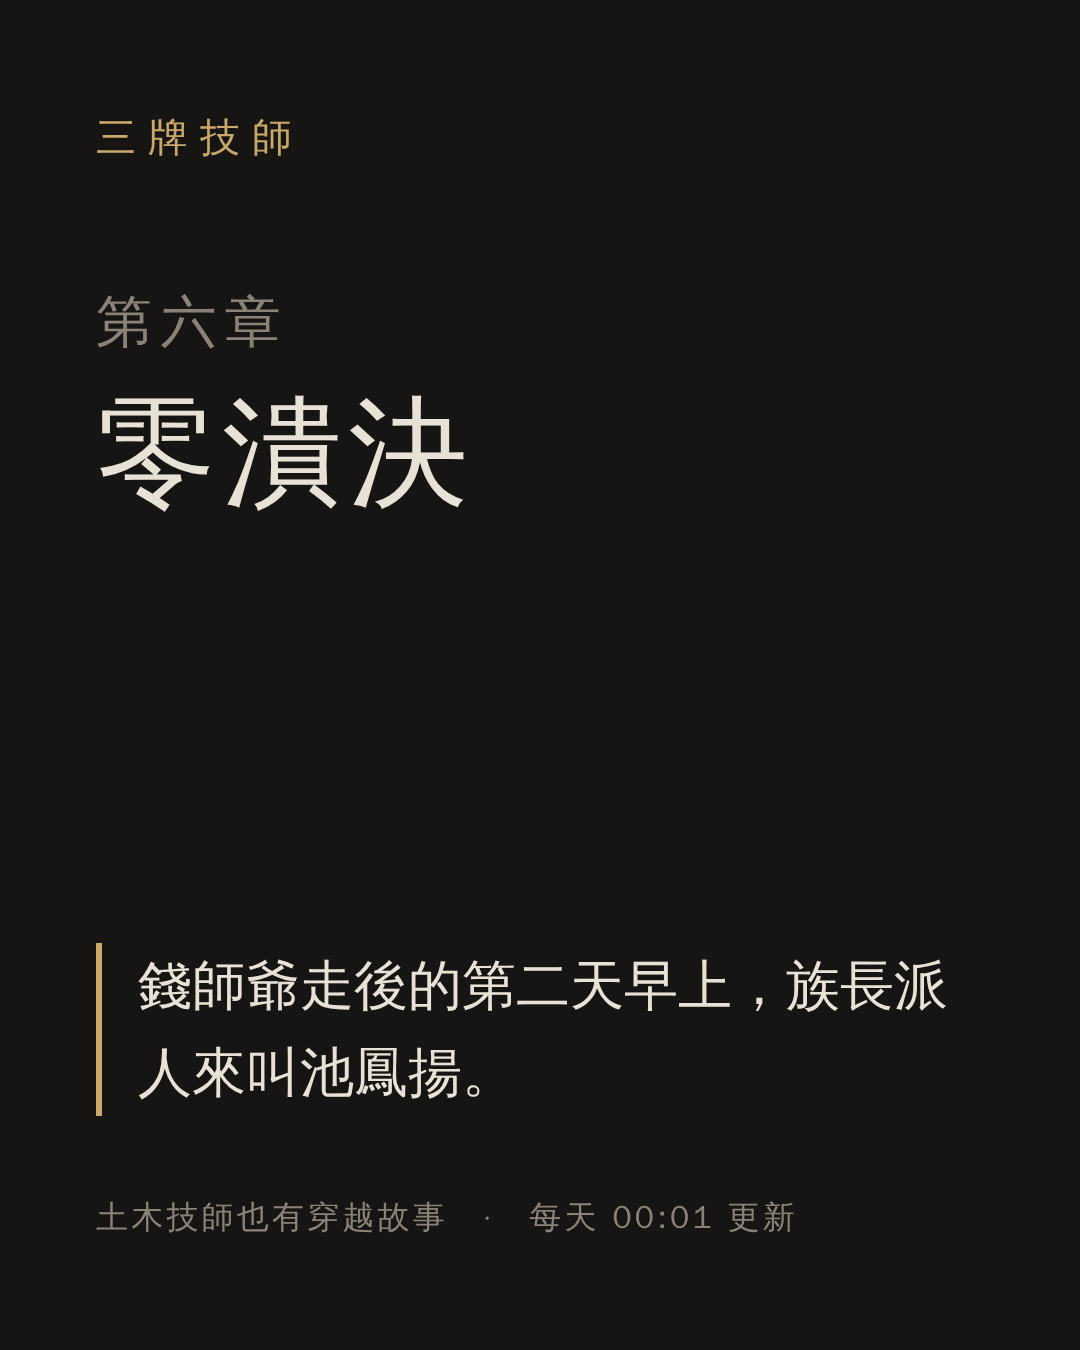 三牌技師
第六章
零潰決
錢師爺走後的第二天早上，族長派
人來叫池鳳揚。
土木技師也有穿越故事 · 每天 00:01 更新